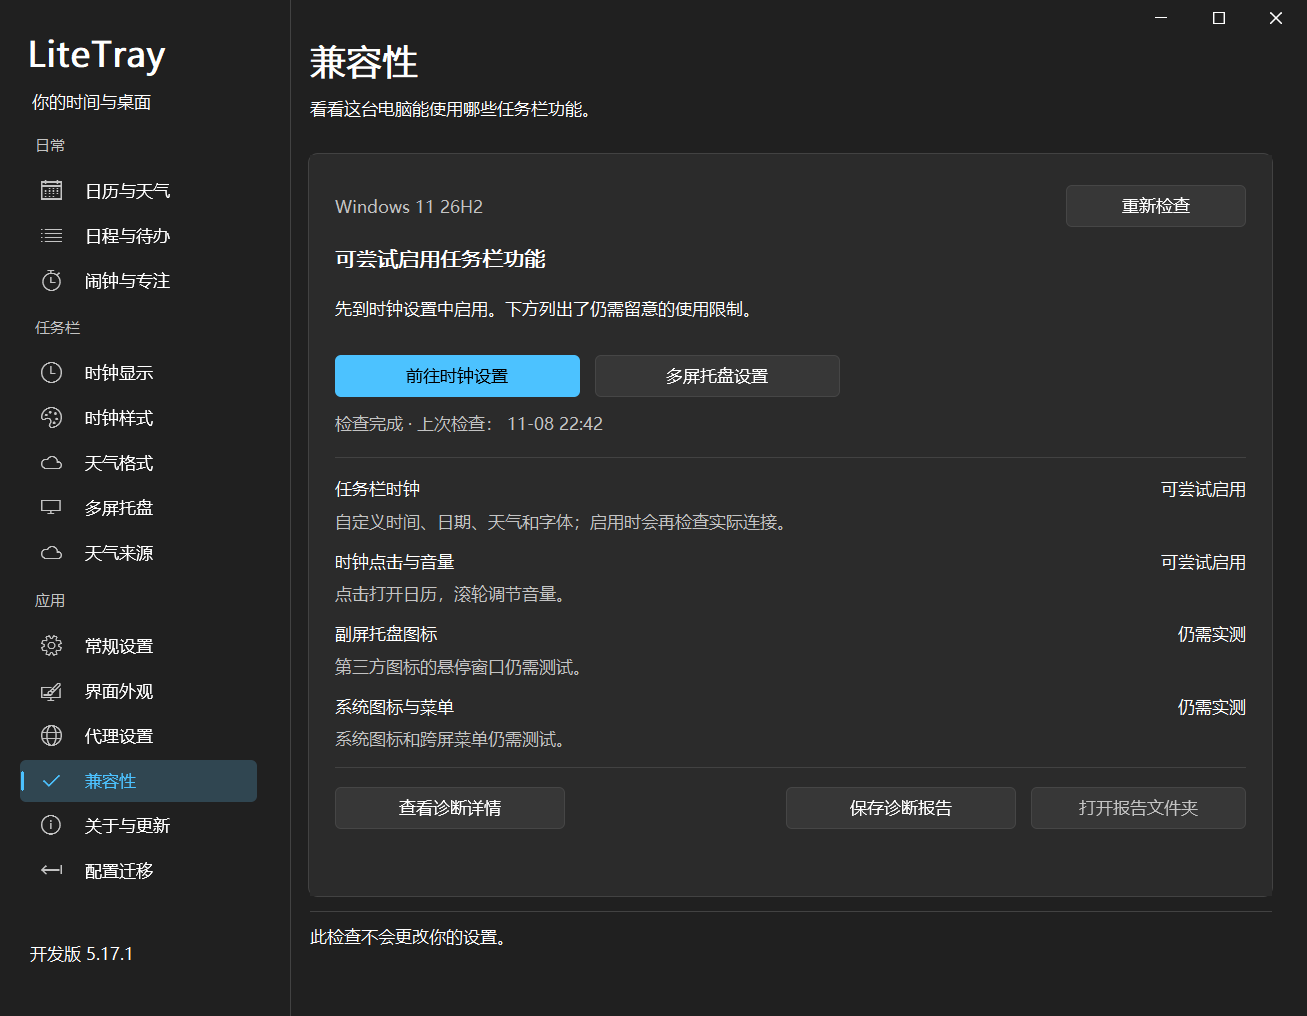 LiteTray
你的时间与桌面
日常
日历与天气
日程与待办
闹钟与专注
任务栏
时钟显示
时钟样式
天气格式
多屏托盘
天气来源
应用
常规设置
界面外观
代理设置
兼容性
关于与更新
配置迁移
开发版 5.17.1
兼容性
看看这台电脑能使用哪些任务栏功能。
Windows 11 26H2
重新检查
可尝试启用任务栏功能
先到时钟设置中启用。下方列出了仍需留意的使用限制。
前往时钟设置
多屏托盘设置
检查完成 · 上次检查： 11-08 22:42
任务栏时钟
可尝试启用
自定义时间、日期、天气和字体；启用时会再检查实际连接。
时钟点击与音量
可尝试启用
点击打开日历，滚轮调节音量。
副屏托盘图标
仍需实测
第三方图标的悬停窗口仍需测试。
系统图标与菜单
仍需实测
系统图标和跨屏菜单仍需测试。
查看诊断详情
保存诊断报告
打开报告文件夹
此检查不会更改你的设置。